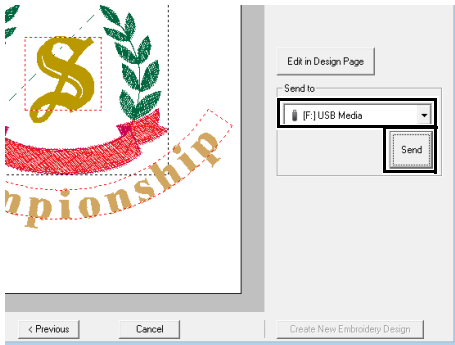 Edit in Design Page
S
Send to
[F:] USB Media
Send
mpionship
< Previous
Cancel
Create New Embroidery Design